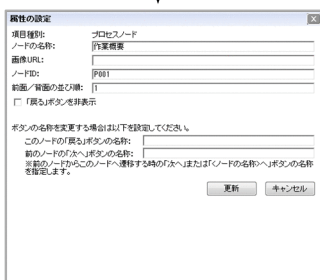 属性の設定
項目種別: プロセスノード
ノードの名称: 作業概要
画像URL:
ノードID: P001
前面/背面の並び順: 1
「戻る」ボタンを非表示
ボタンの名称を変更する場合は以下を設定してください。
このノードの「戻る」ボタンの名称:
前のノードの「次へ」ボタンの名称:
※前のノードからこのノードへ遷移する時の「次へ」または「<ノードの名称>へ」ボタンの名称
を指定します。
更新 キャンセル